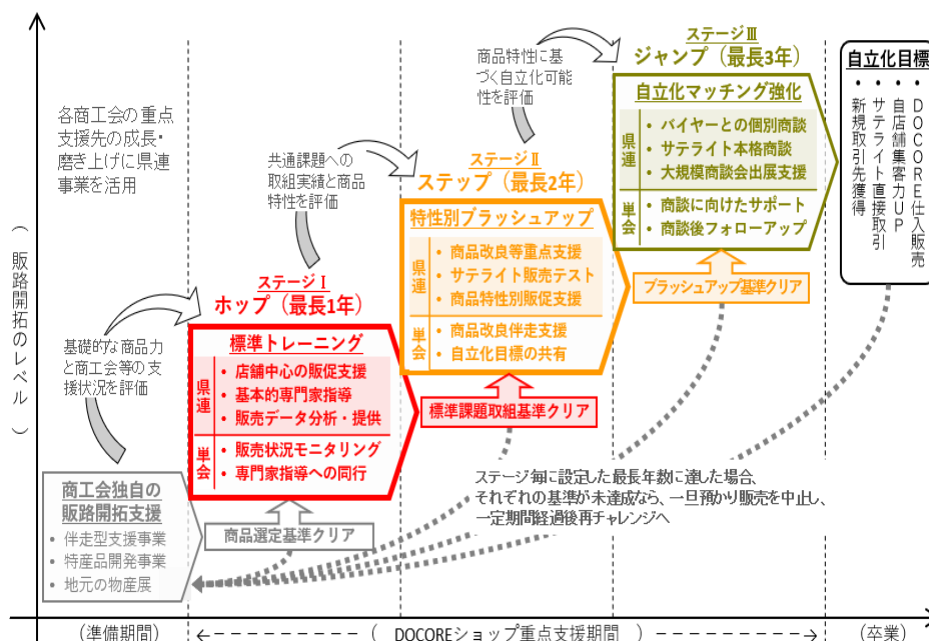 各商工会の重点
支援先の成長・
磨き上げに県連
事業を活用
商品特性に基
づく自立化可能
性を評価
共通課題への
取組実績と商品
特性を評価
基礎的な商品力
と商工会等の支
援状況を評価
（販路開拓のレベル）
商工会独自の
販路開拓支援
・伴走型支援事業
・特産品開発事業
・地元の物産展
商品選定基準クリア
ステージⅠ
ホップ（最長1年）
標準トレーニング
県連
・店舗中心の販促支援
・基本的専門家指導
・販売データ分析・提供
単会
・販売状況モニタリング
・専門家指導への同行
標準課題取組基準クリア
ステージⅡ
ステップ（最長2年）
特性別ブラッシュアップ
県連
・商品改良等重点支援
・サテライト販売テスト
・商品特性別販促支援
単会
・商品改良伴走支援
・自立化目標の共有
ブラッシュアップ基準クリア
ステージⅢ
ジャンプ（最長3年）
自立化マッチング強化
県連
・バイヤーとの個別商談
・サテライト本格商談
・大規模商談会出展支援
単会
・商談に向けたサポート
・商談後フォローアップ
自立化目標
・DOCORE仕入販売
・自店舗集客力UP
・サテライト直接取引
・新規取引先獲得
ステージ毎に設定した最長年数に達した場合、
それぞれの基準が未達成なら、一旦預かり販売を中止し、
一定期間経過後再チャレンジへ
（準備期間）
（ DOCOREショップ重点支援期間 ）
（卒業）